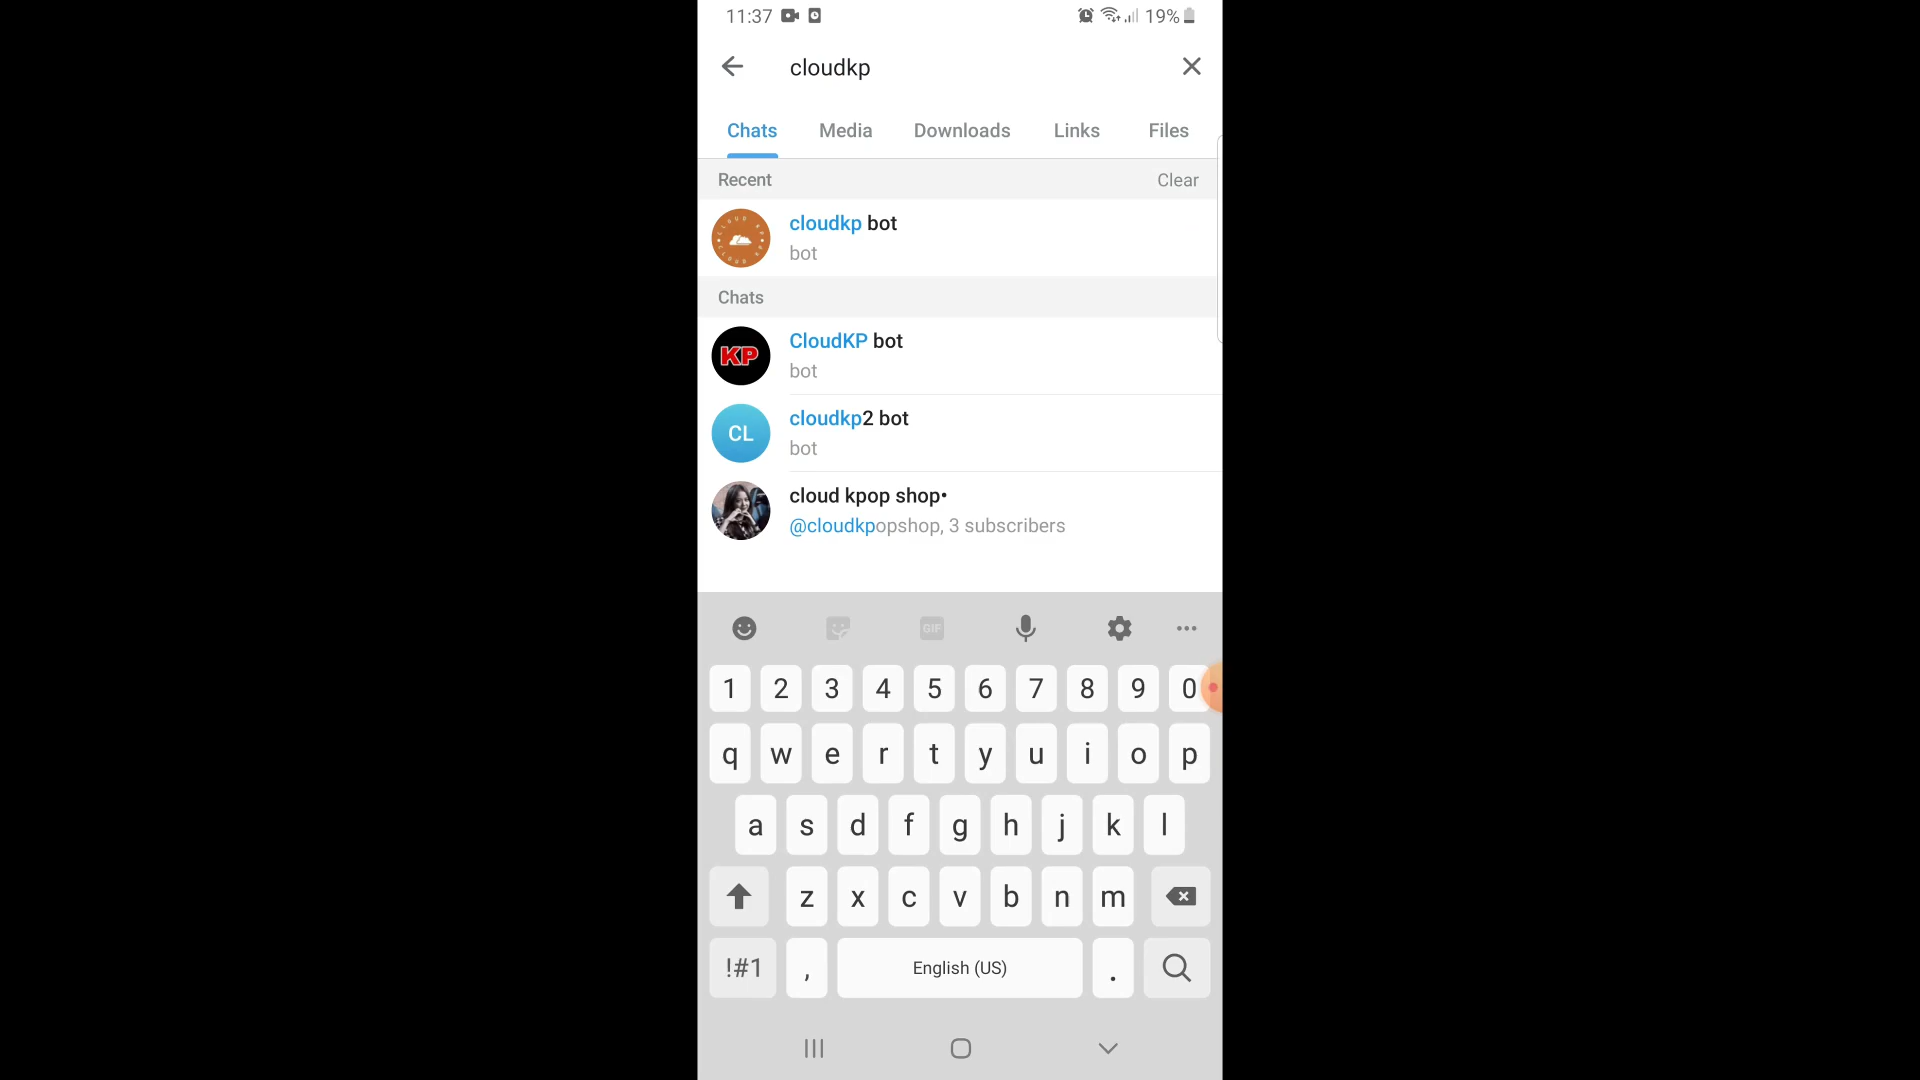 11:37 19%
cloudkp
Chats Media Downloads Links Files
Recent Clear
cloudkp bot
bot
Chats
KP
CloudKP bot
bot
CL
cloudkp2 bot
bot
cloud kpop shop•
@cloudkpopshop, 3 subscribers
GIF
1 2 3 4 5 6 7 8 9 0
q w e r t y u i o p
a s d f g h j k l
z x c v b n m
!#1 , English (US) .